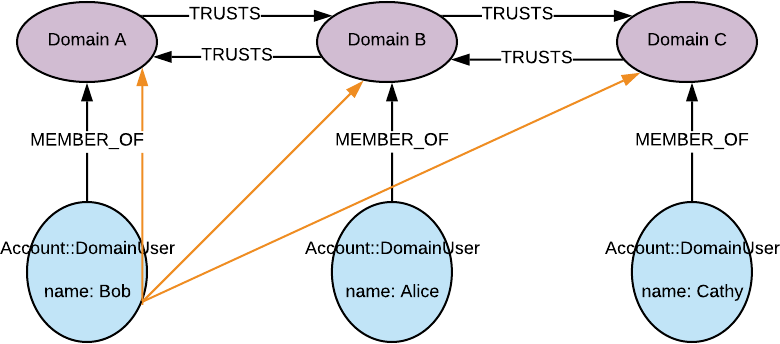 TRUSTS
TRUSTS
Domain A
Domain B
Domain C
TRUSTS
TRUSTS
MEMBER_OF
MEMBER_OF
MEMBER_OF
Account::DomainUser
Account::DomainUser
Account::DomainUser
name: Bob
name: Alice
name: Cathy